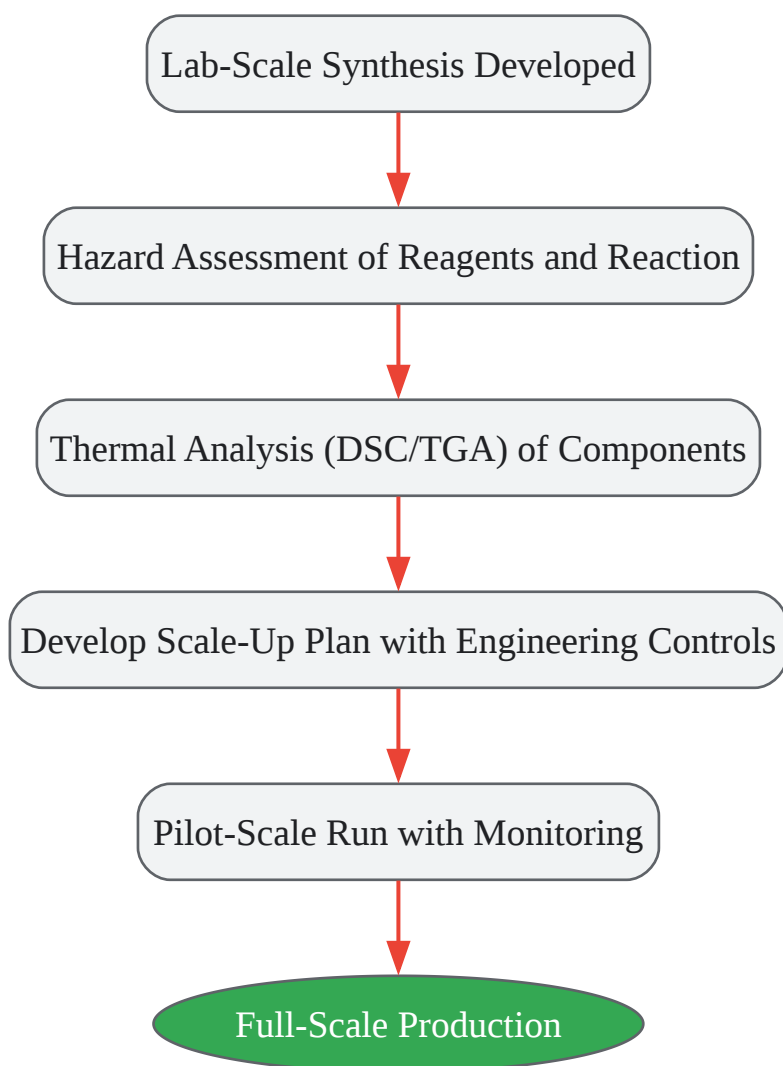 Lab-Scale Synthesis Developed
Hazard Assessment of Reagents and Reaction
Thermal Analysis (DSC/TGA) of Components
Develop Scale-Up Plan with Engineering Controls
Pilot-Scale Run with Monitoring
Full-Scale Production